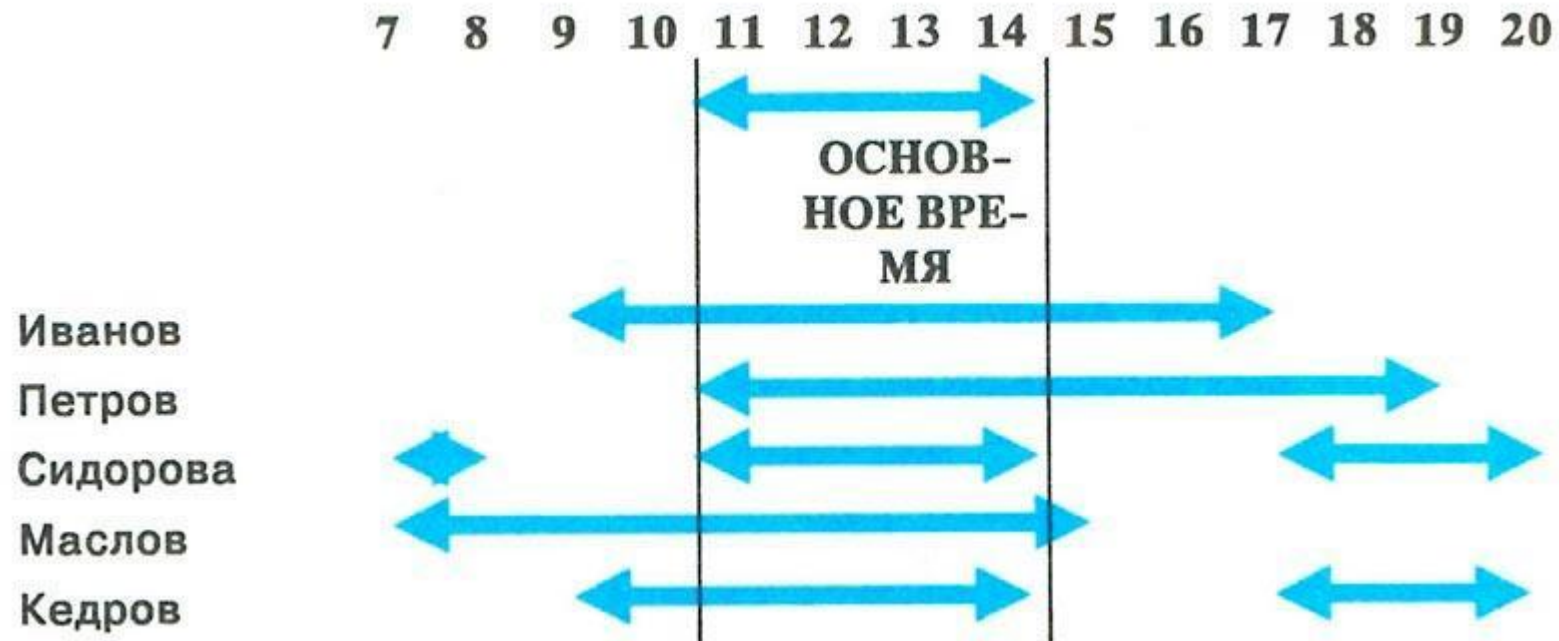 7 8 9 10 11 12 13 14 15 16 17 18 19 20
ОСНОВ-
НОЕ ВРЕ-
МЯ
Иванов
Петров
Сидорова
Маслов
Кедров